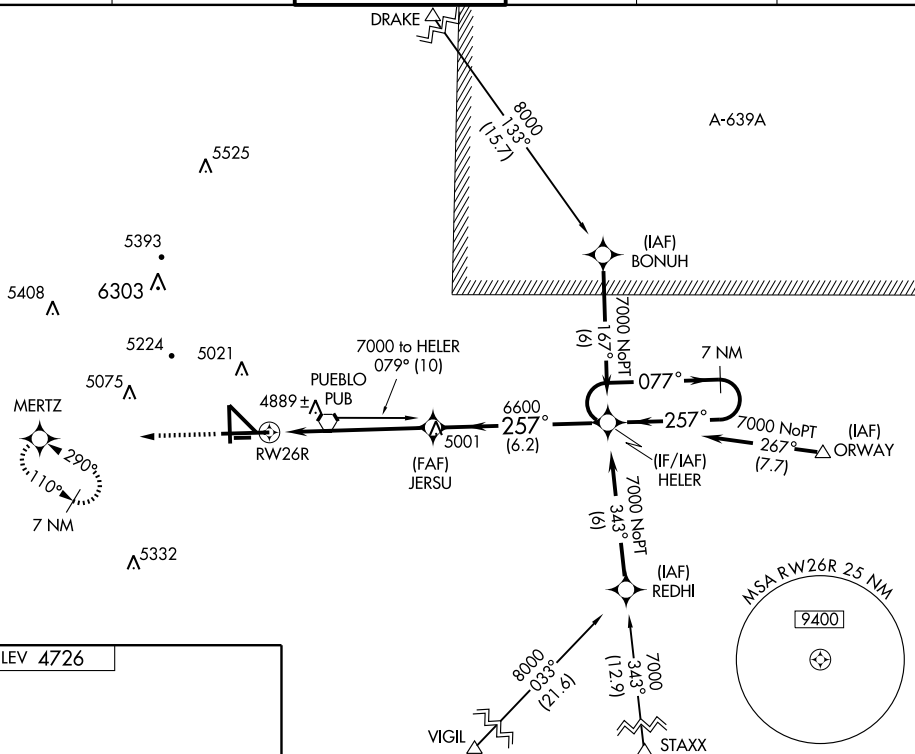 DRAKE
8000
133°
(15.7)
A-639A
5525
5393
(IAF)
BONUH
5408
6303
7000 NoPT
167°
(6)
5224
5021
7000 to HELER
079° (10)
7 NM
5075
PUEBLO
PUB
077°
4889 ±
MERTZ
6600
257°
(6.2)
257°
7000 NoPT
267°
(7.7)
(IAF)
ORWAY
RW26R
5001
(FAF)
JERSU
(IF/IAF)
HELER
290°
110°
7 NM
7000 NoPT
343°
(6)
5332
(IAF)
REDHI
MSA RW26R 25 NM
9400
LEV 4726
8000
033°
(21.6)
7000
343°
(12.9)
VIGIL
STAXX